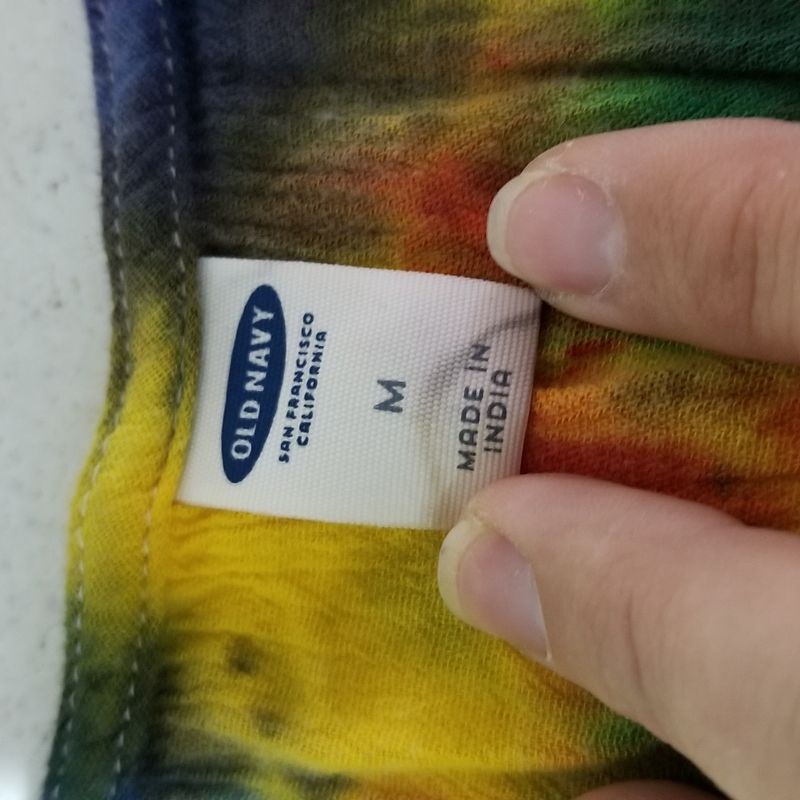 OLD NAVY
SAN FRANCISCO
CALIFORNIA
M
MADE IN
INDIA